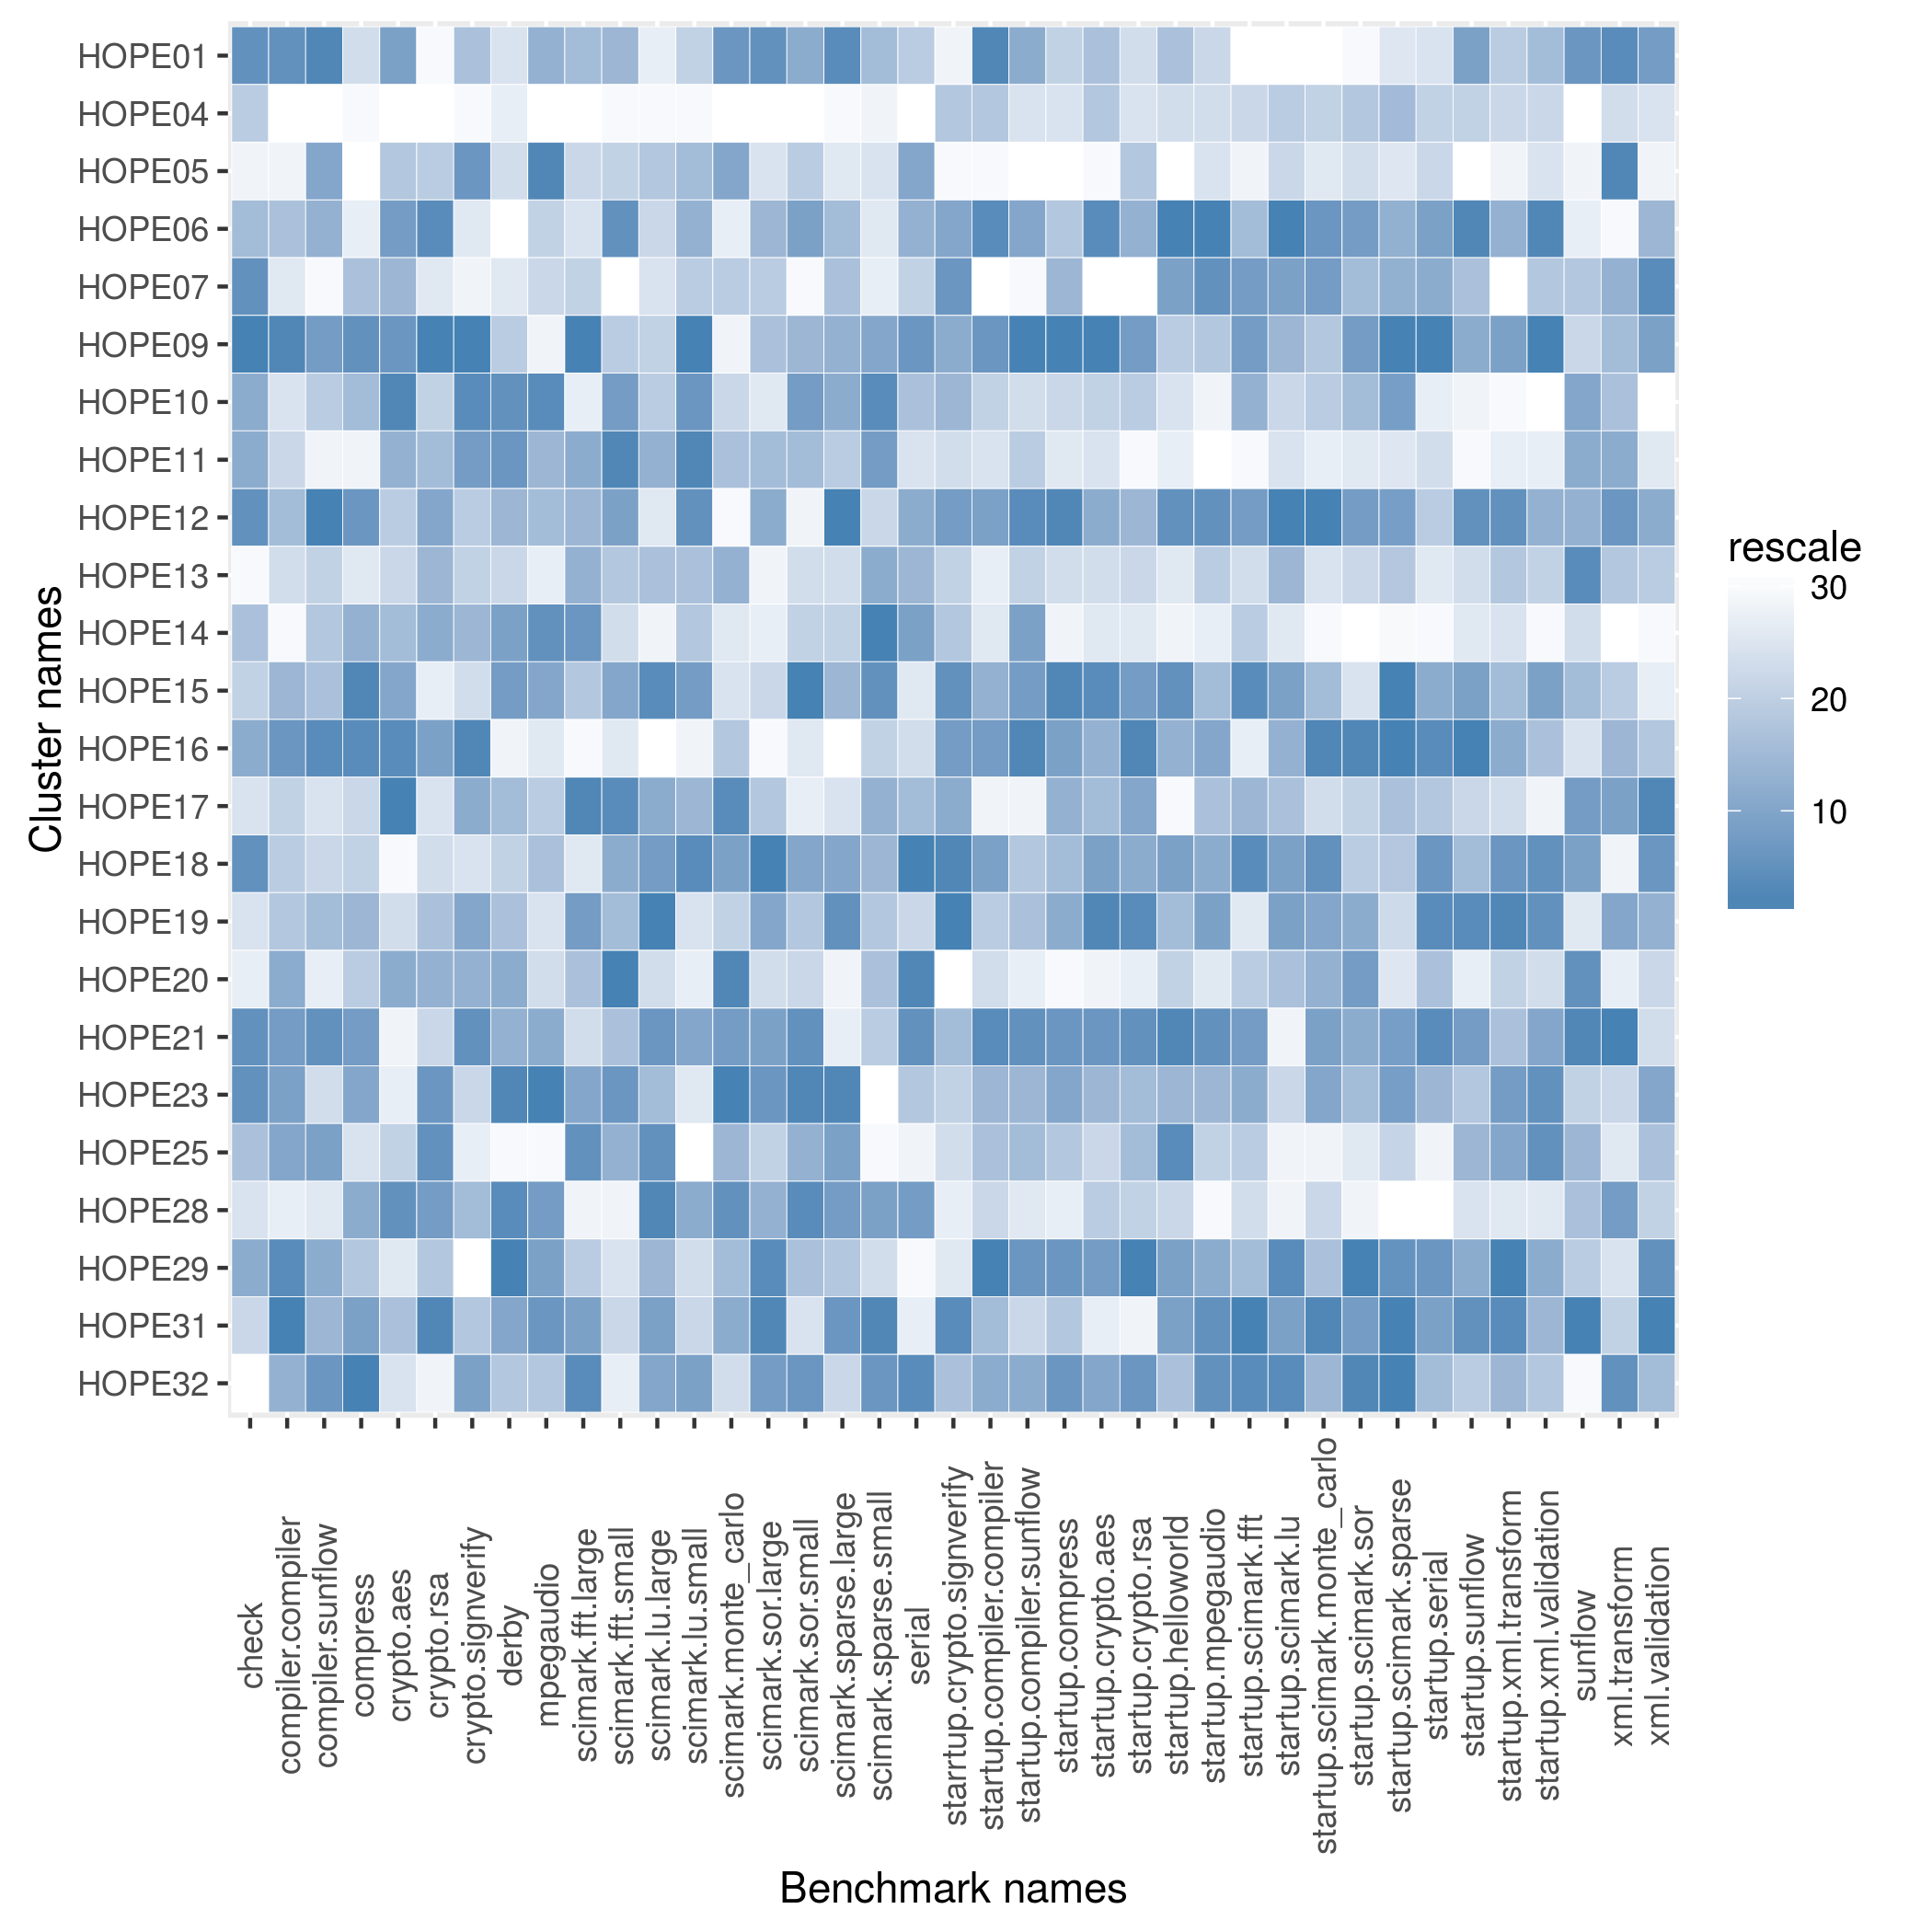 HOPE01
HOPE04
HOPE05
HOPE06
HOPE07
HOPE09
HOPE10
HOPE11
HOPE12
HOPE13
HOPE14
HOPE15
HOPE16
HOPE17
HOPE18
HOPE19
HOPE20
HOPE21
HOPE23
HOPE25
HOPE28
HOPE29
HOPE31
HOPE32
Cluster names
rescale
30
20
10
check
compiler.compiler
compiler.sunflow
compress
crypto.aes
crypto.rsa
crypto.signverify
derby
mpegaudio
scimark.fft.large
scimark.fft.small
scimark.lu.large
scimark.lu.small
scimark.monte_carlo
scimark.sor.large
scimark.sor.small
scimark.sparse.large
scimark.sparse.small
serial
starrtup.crypto.signverify
startup.compiler.compiler
startup.compiler.sunflow
startup.compress
startup.crypto.aes
startup.crypto.rsa
startup.helloworld
startup.mpegaudio
startup.scimark.fft
startup.scimark.lu
startup.scimark.monte_carlo
startup.scimark.sor
startup.scimark.sparse
startup.serial
startup.sunflow
startup.xml.transform
startup.xml.validation
sunflow
xml.transform
xml.validation
Benchmark names